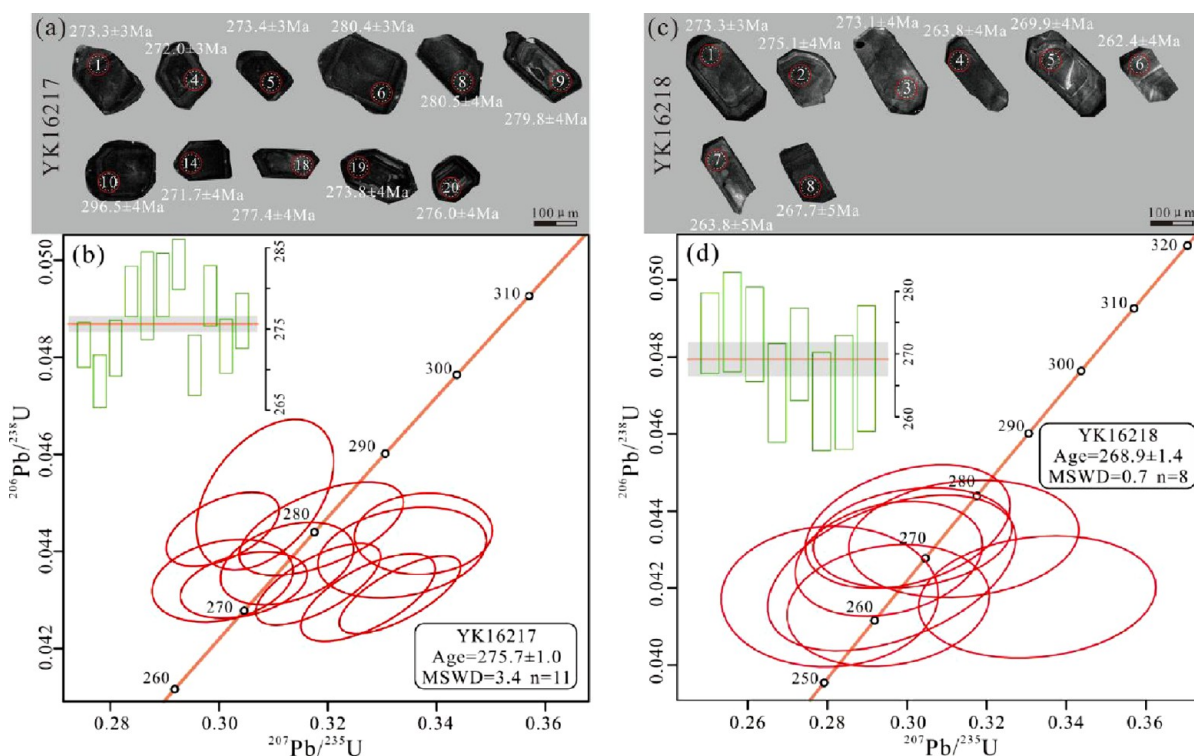 (a)
273.3±3Ma
272.0±3Ma
273.4±4Ma
280.4±3Ma
280.5±4Ma
279.8±4Ma
1
4
5
6
8
9
YK16217
10
14
18
19
20
296.5±4Ma
271.7±4Ma
277.4±4Ma
273.8±4Ma
276.0±4Ma
100 μm
(c)
273.3±4Ma
275.1±4Ma
273.1±4Ma
263.8±4Ma
269.9±4Ma
262.4±4Ma
1
2
3
4
5
6
YK16218
7
8
263.8±5Ma
267.7±5Ma
100 μm
(b)
285
275
265
310
300
290
280
270
260
0.050
0.048
0.046
0.044
0.042
206Pb/238U
YK16217
Age=275.7±1.0
MSWD=3.4 n=11
0.28
0.30
0.32
0.34
0.36
207Pb/235U
(d)
280
270
260
320
310
300
290
280
270
260
250
0.050
0.048
0.046
0.044
0.042
0.040
206Pb/238U
YK16218
Age=268.9±1.4
MSWD=0.7 n=8
0.26
0.28
0.30
0.32
0.34
0.36
207Pb/235U